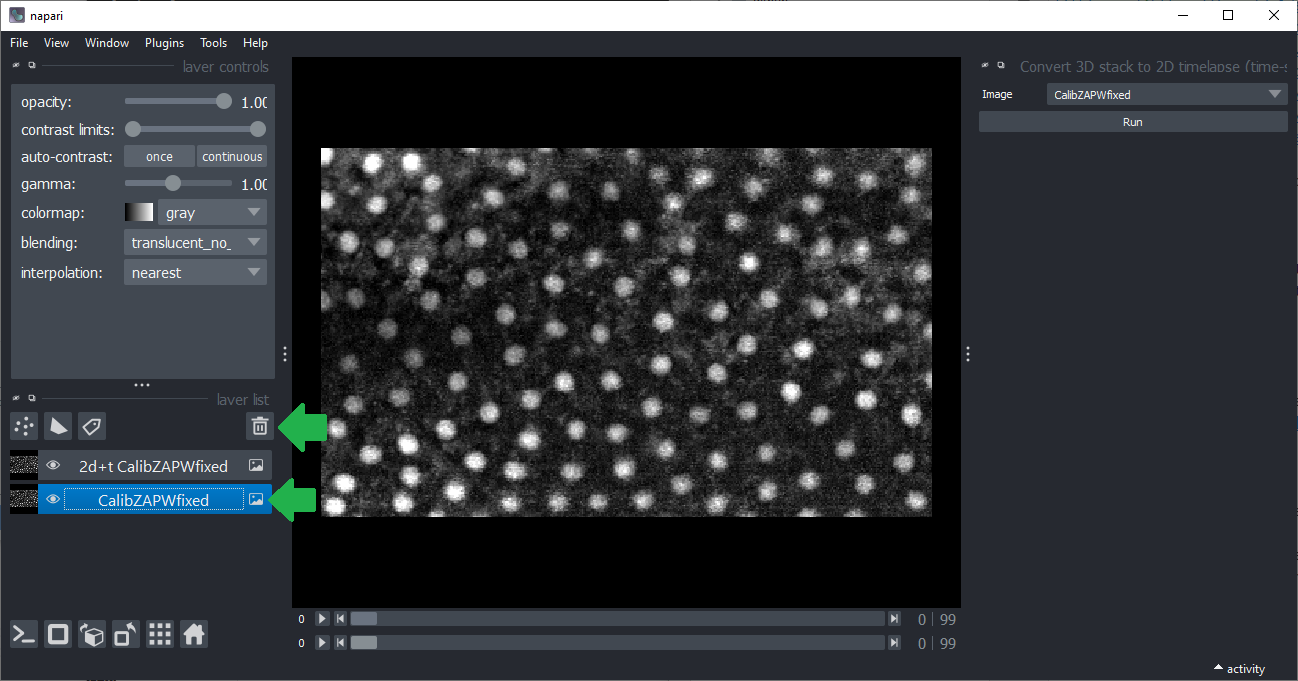 napari
File View Window Plugins Tools Help
layer controls
Convert 3D stack to 2D timelapse (time-s
opacity: 1.00
Image CalibZAPWfixed
contrast limits:
Run
auto-contrast: once continuous
gamma: 1.00
colormap: gray
blending: translucent_no_
interpolation: nearest
layer list
2d+t CalibZAPWfixed
CalibZAPWfixed
0 0 | 99
0 0 | 99
activity